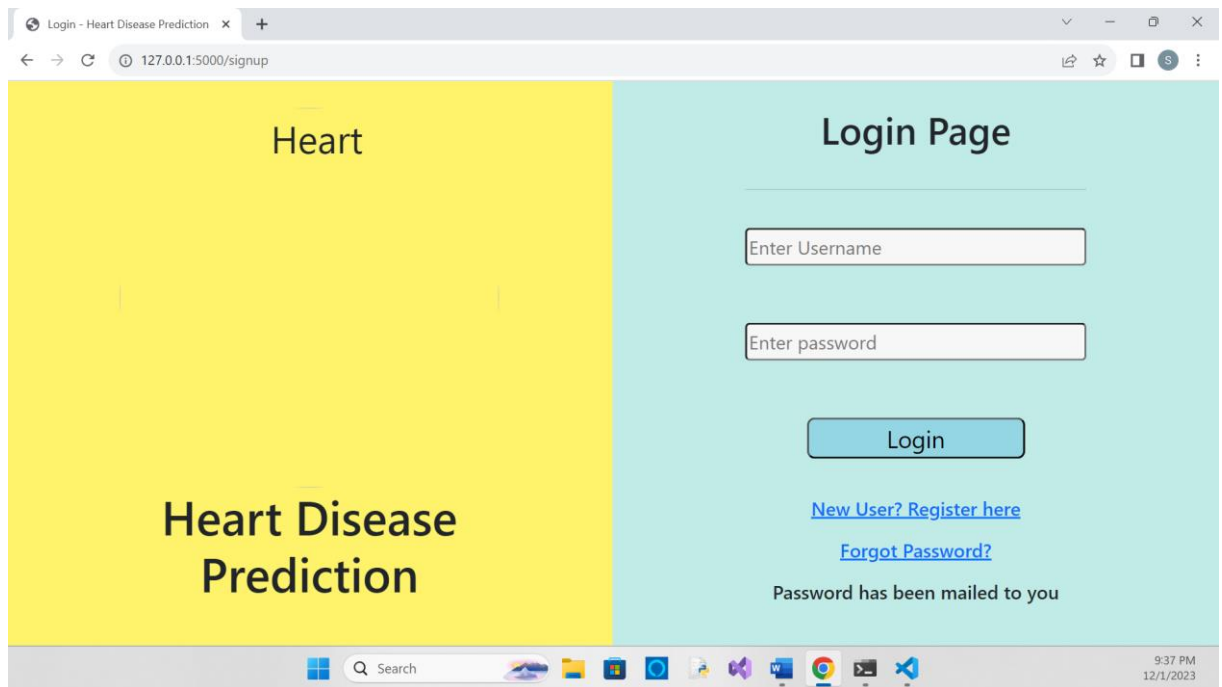 Login - Heart Disease Prediction
127.0.0.1:5000/signup
S
Heart
Heart Disease
Prediction
Login Page
Enter Username
Enter password
Login
New User? Register here
Forgot Password?
Password has been mailed to you
Search
9:37 PM
12/1/2023